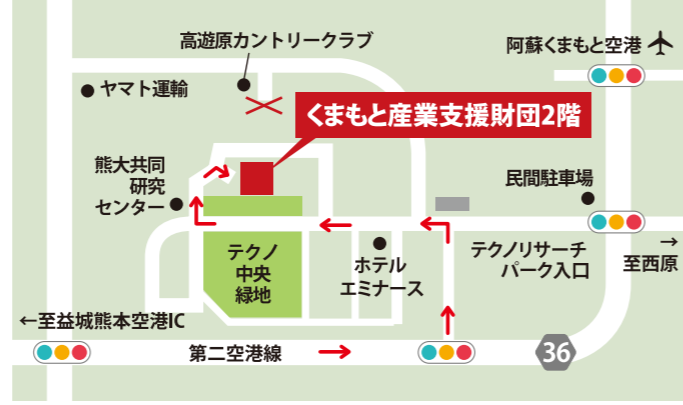 高遊原カントリークラブ
阿蘇くまもと空港
ヤマト運輸
くまもと産業支援財団2階
熊大共同
研究
センター
民間駐車場
テクノ
中央
緑地
ホテル
エミナース
テクノリサーチ
パーク入口
→
至西原
←至益城熊本空港IC
第二空港線
36